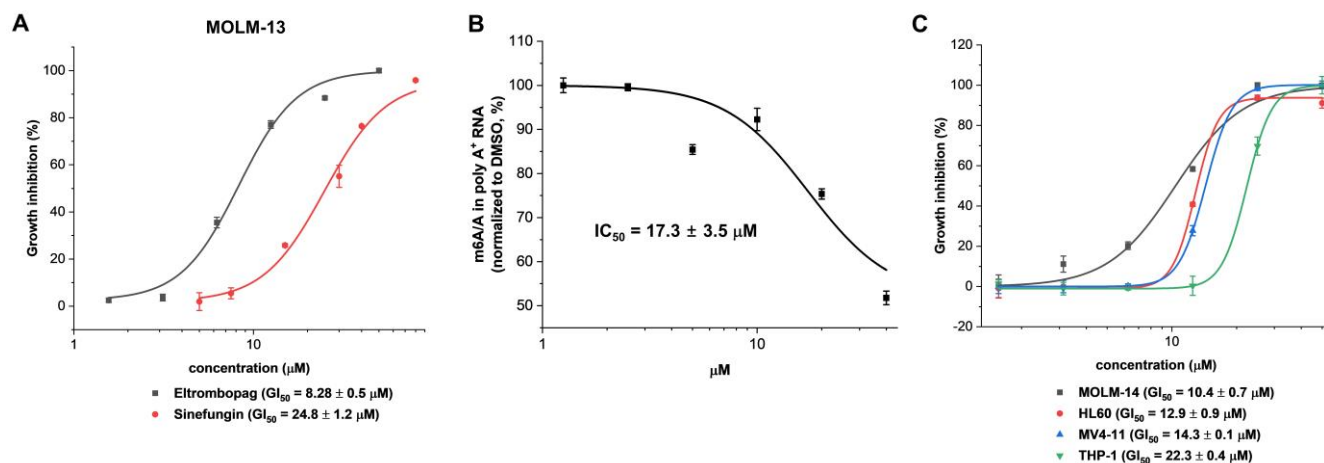 A
MOLM-13
Growth inhibition (%)
100
80
60
40
20
0
1
10
concentration (μM)
Eltrombopag (GI50 = 8.28 ± 0.5 μM)
Sinefungin (GI50 = 24.8 ± 1.2 μM)
B
m6A/A in poly A+ RNA
(normalized to DMSO, %)
110
100
90
80
70
60
50
IC50 = 17.3 ± 3.5 μM
1
10
μM
C
Growth inhibition (%)
120
100
80
60
40
20
0
-20
10
concentration (μM)
MOLM-14 (GI50 = 10.4 ± 0.7 μM)
HL60 (GI50 = 12.9 ± 0.9 μM)
MV4-11 (GI50 = 14.3 ± 0.1 μM)
THP-1 (GI50 = 22.3 ± 0.4 μM)